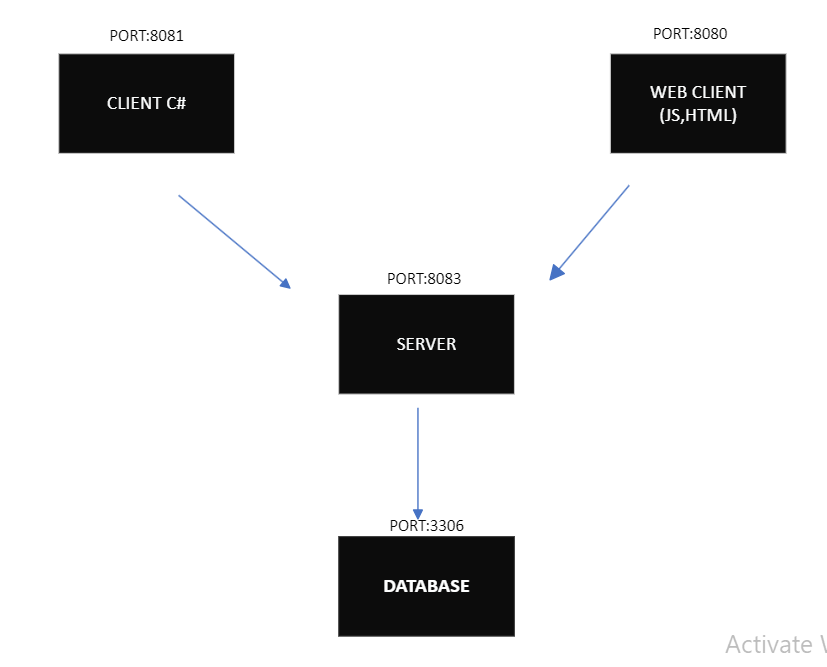 PORT:8081
PORT:8080
CLIENT C#
WEB CLIENT
(JS,HTML)
PORT:8083
SERVER
PORT:3306
DATABASE
Activate